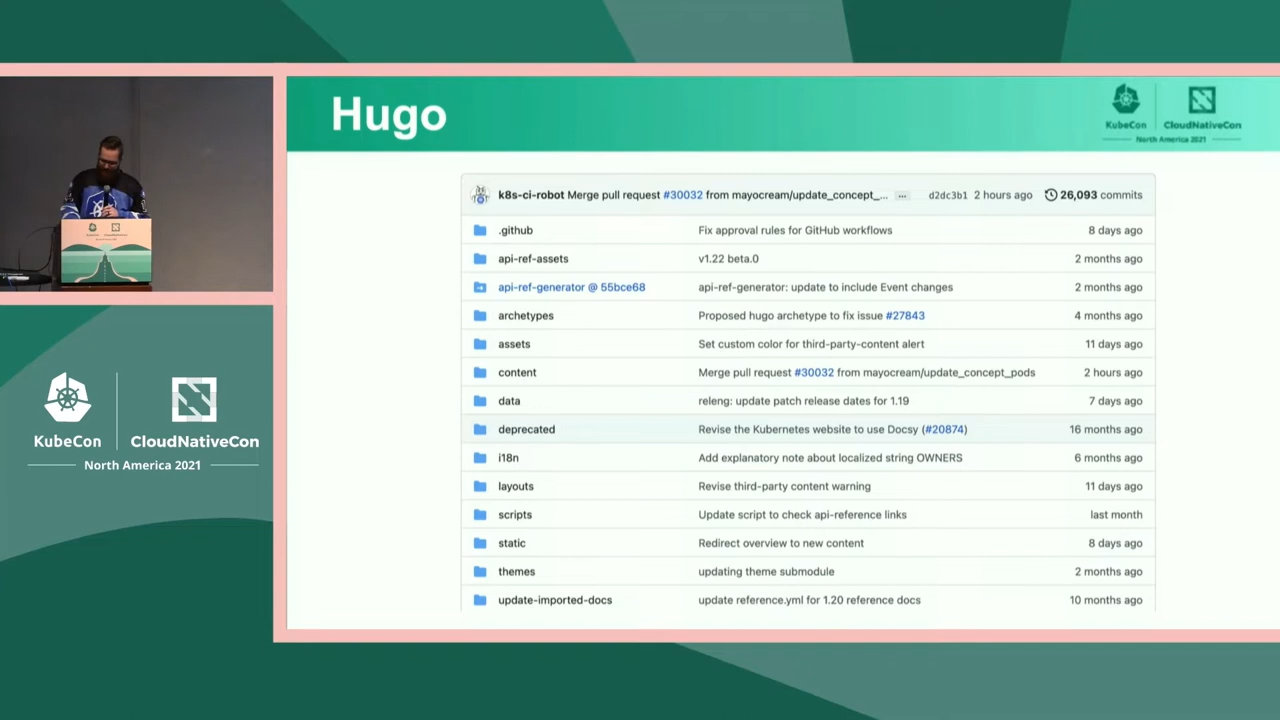 Hugo
KubeCon
CloudNativeCon
North America 2021
k8s-ci-robot Merge pull request #30032 from mayocream/update_concept_... ... d2dc3b1 2 hours ago 26,093 commits
.github Fix approval rules for GitHub workflows 8 days ago
api-ref-assets v1.22 beta.0 2 months ago
api-ref-generator @ 55bce68 api-ref-generator: update to include Event changes 2 months ago
archetypes Proposed hugo archetype to fix issue #27843 4 months ago
assets Set custom color for third-party-content alert 11 days ago
content Merge pull request #30032 from mayocream/update_concept_pods 2 hours ago
data releng: update patch release dates for 1.19 7 days ago
deprecated Revise the Kubernetes website to use Docsy (#20874) 16 months ago
i18n Add explanatory note about localized string OWNERS 6 months ago
layouts Revise third-party content warning 11 days ago
scripts Update script to check api-reference links last month
static Redirect overview to new content 8 days ago
themes updating theme submodule 2 months ago
update-imported-docs update reference.yml for 1.20 reference docs 10 months ago
KubeCon
CloudNativeCon
North America 2021